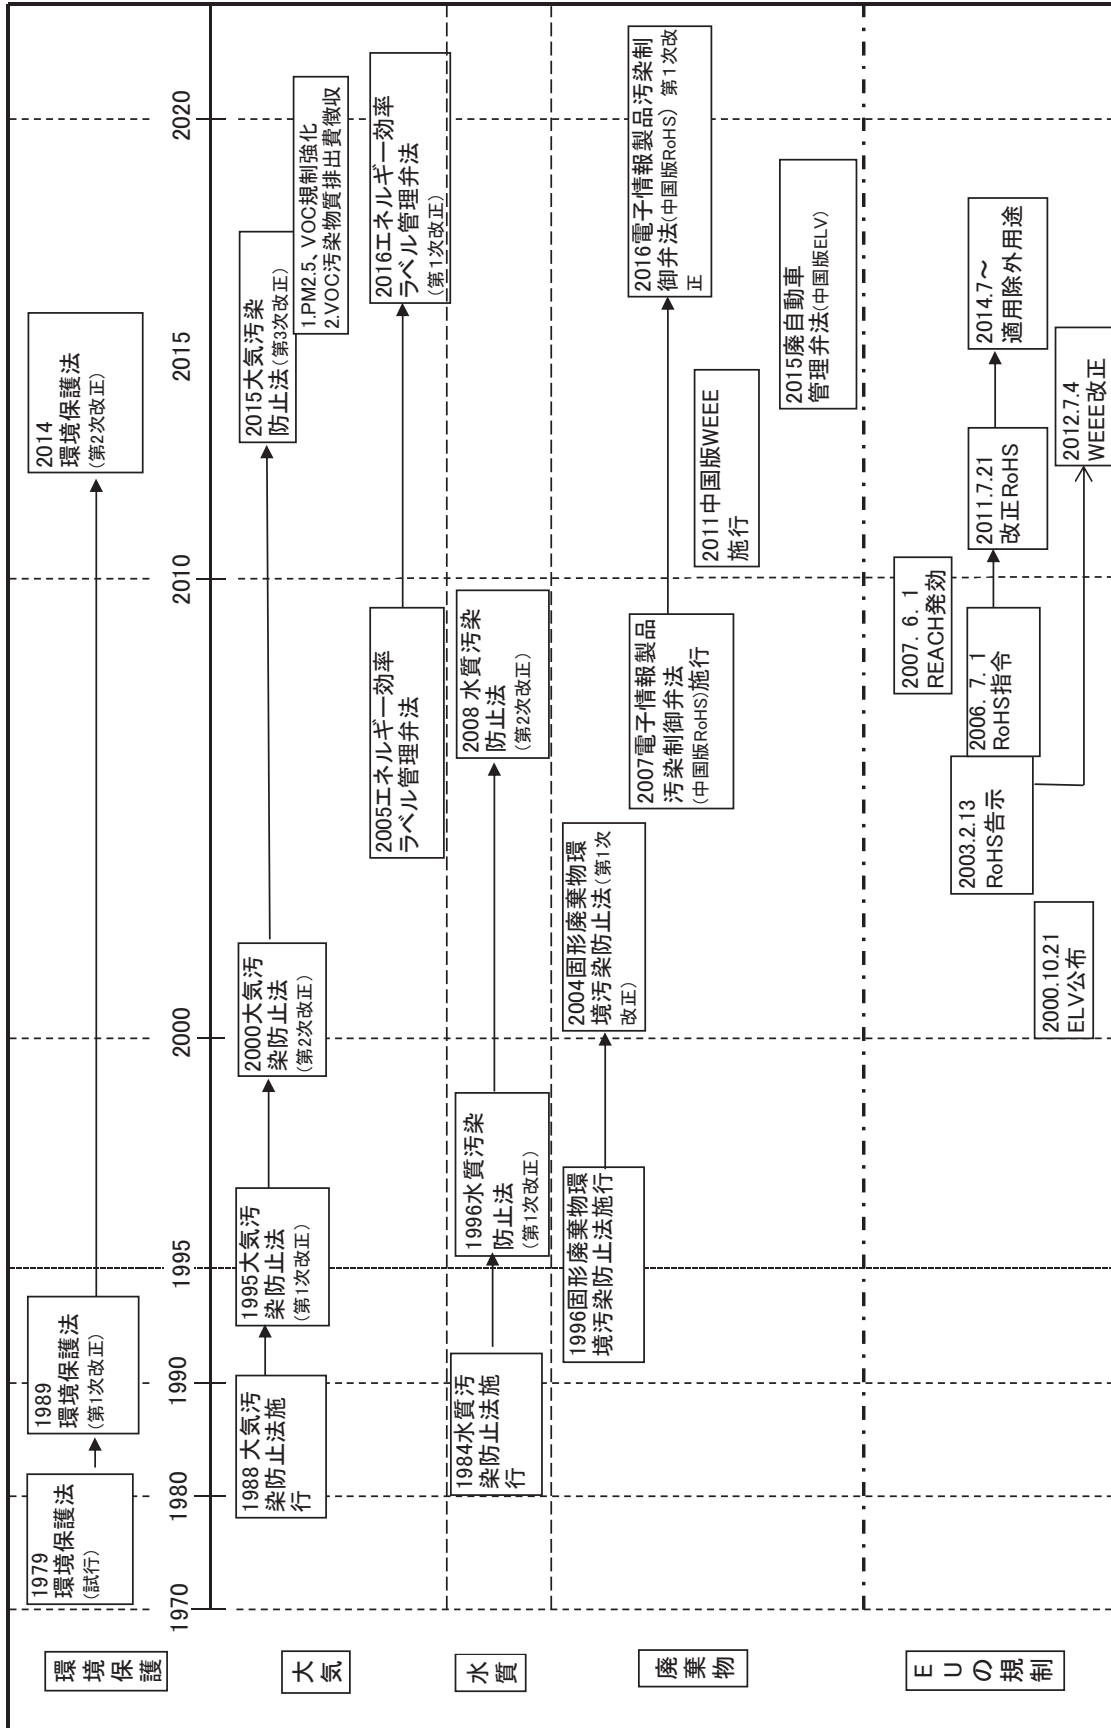 環境保護
1979
環境保護法
(試行)
1989
環境保護法
(第1次改正)
2014
環境保護法
(第2次改正)
1970
1980
1990
1995
2000
2010
2015
2020
大気
1988 大気汚
染防止法施
行
1995大気汚
染防止法
(第1次改正)
2000大気汚
染防止法
(第2次改正)
2015大気汚染
防止法(第3次改正)
1.PM2.5、VOC規制強化
2.VOC汚染物質排出費徴収
2005エネルギー効率
ラベル管理弁法
2016エネルギー効率
ラベル管理弁法
(第1次改正)
水質
1984水質汚
染防止法施
行
1996水質汚染
防止法
(第1次改正)
2008 水質汚染
防止法
(第2次改正)
廃棄物
1996固形廃棄物環
境汚染防止法施行
2004固形廃棄物環
境汚染防止法(第1次
改正)
2007電子情報製品
汚染制御弁法
(中国版RoHS)施行
2016電子情報製品汚染制
御弁法(中国版RoHS) 第1次改
正
2011中国版WEEE
施行
2015廃自動車
管理弁法(中国版ELV)
EUの規制
2007. 6. 1
REACH発効
2003.2.13
RoHS告示
2006. 7. 1
RoHS指令
2011.7.21
改正RoHS
2014.7～
適用除外用途
2000.10.21
ELV公布
2012.7.4
WEEE改正